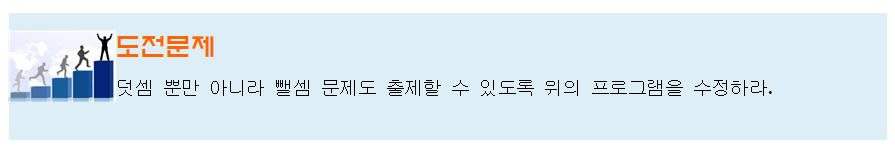 도전문제
덧셈 뿐만 아니라 뺄셈 문제도 출제할 수 있도록 위의 프로그램을 수정하라.